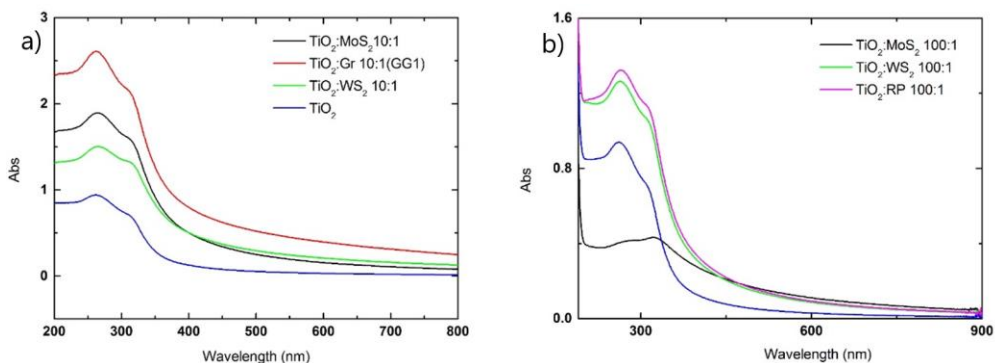 a)
3
2
1
0
Abs
TiO₂:MoS₂10:1
TiO₂:Gr 10:1(GG1)
TiO₂:WS₂ 10:1
TiO₂
200 300 400 500 600 700 800
Wavelength (nm)
b)
1.6
0.8
0.0
Abs
TiO₂:MoS₂ 100:1
TiO₂:WS₂ 100:1
TiO₂:RP 100:1
300 600 900
Wavelength (nm)